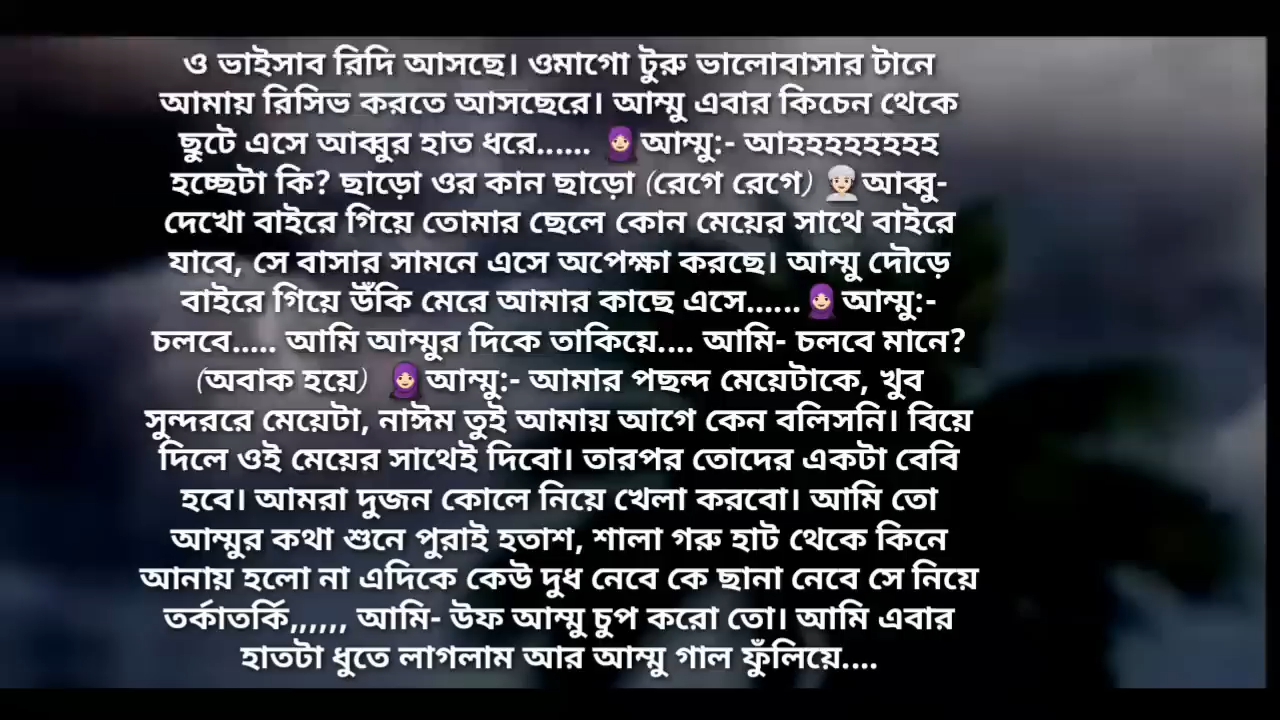 ও ভাইসাব রিদি আসছে। ওমাগো টুরু ভালোবাসার টানে
আমায় রিসিভ করতে আসছেরে। আম্মু এবার কিচেন থেকে
ছুটে এসে আব্বুর হাত ধরে...... 🧕🏻আম্মু:- আহহহহহহহহ
হচ্ছেটা কি? ছাড়ো ওর কান ছাড়ো (রেগে রেগে) 👳🏻আব্বু-
দেখো বাইরে গিয়ে তোমার ছেলে কোন মেয়ের সাথে বাইরে
যাবে, সে বাসার সামনে এসে অপেক্ষা করছে। আম্মু দৌড়ে
বাইরে গিয়ে উঁকি মেরে আমার কাছে এসে......🧕🏻আম্মু:-
চলবে..... আমি আম্মুর দিকে তাকিয়ে.... আমি- চলবে মানে?
(অবাক হয়ে) 🧕🏻আম্মু:- আমার পছন্দ মেয়েটাকে, খুব
সুন্দররে মেয়েটা, নাঈম তুই আমায় আগে কেন বলিসনি। বিয়ে
দিলে ওই মেয়ের সাথেই দিবো। তারপর তোদের একটা বেবি
হবে। আমরা দুজন কোলে নিয়ে খেলা করবো। আমি তো
আম্মুর কথা শুনে পুরাই হতাশ, শালা গরু হাট থেকে কিনে
আনায় হলো না এদিকে কেউ দুধ নেবে কে ছানা নেবে সে নিয়ে
তর্কাতর্কি,,,,,, আমি- উফ আম্মু চুপ করো তো। আমি এবার
হাতটা ধুতে লাগলাম আর আম্মু গাল ফুঁলিয়ে....